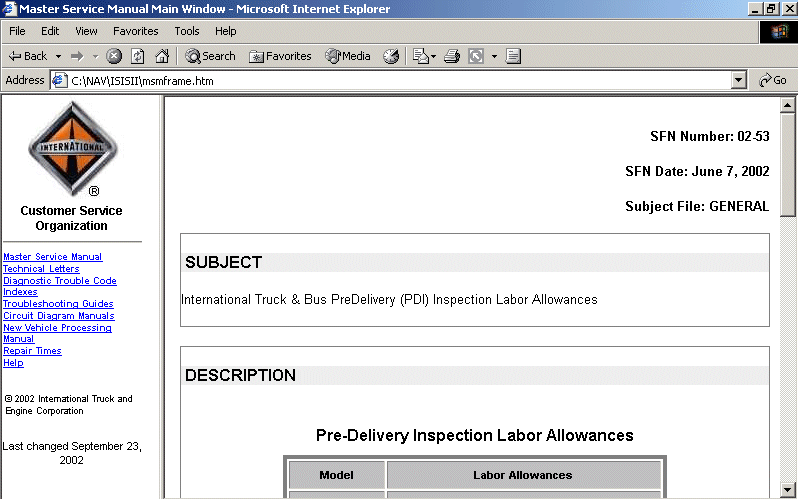 Master Service Manual Main Window - Microsoft Internet Explorer
File Edit View Favorites Tools Help
Back Search Favorites Media
Address C:\NAV\ISISII\msmframe.htm Go
INTERNATIONAL
®
Customer Service
Organization
Master Service Manual
Technical Letters
Diagnostic Trouble Code
Indexes
Troubleshooting Guides
Circuit Diagram Manuals
New Vehicle Processing
Manual
Repair Times
Help
© 2002 International Truck and
Engine Corporation
Last changed September 23,
2002
SFN Number: 02-53
SFN Date: June 7, 2002
Subject File: GENERAL
SUBJECT
International Truck & Bus PreDelivery (PDI) Inspection Labor Allowances
DESCRIPTION
Pre-Delivery Inspection Labor Allowances
Model Labor Allowances